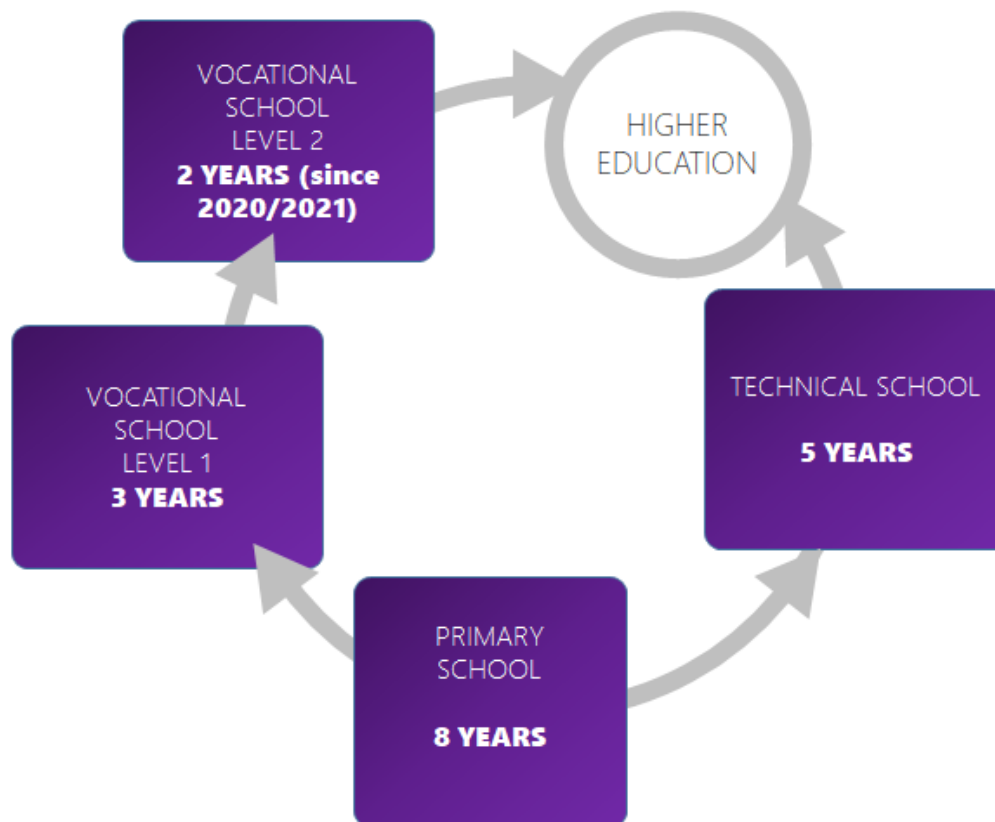 VOCATIONAL
SCHOOL
LEVEL 2
2 YEARS (since
2020/2021)
HIGHER
EDUCATION
VOCATIONAL
SCHOOL
LEVEL 1
3 YEARS
TECHNICAL SCHOOL
5 YEARS
PRIMARY
SCHOOL
8 YEARS